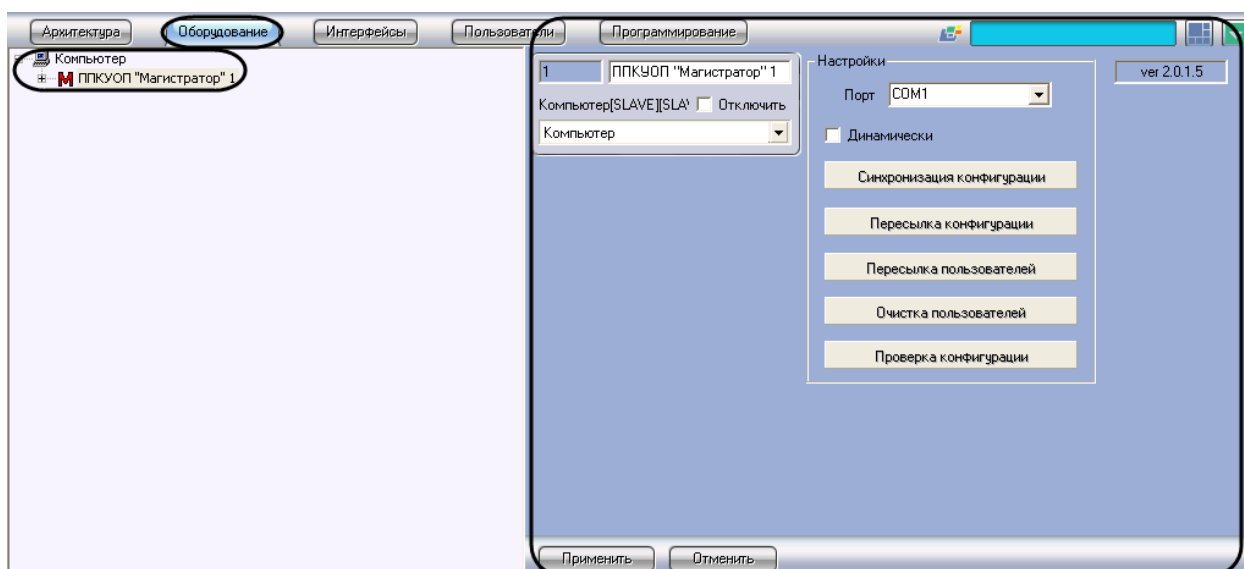 Архитектура Оборудование Интерфейсы Пользователи Программирование
Компьютер
ППКУОП "Магистратор" 1
1 ППКУОП "Магистратор" 1
Компьютер[SLAVE][SLA\ Отключить
Компьютер
Настройки
Порт COM1
Динамически
Синхронизация конфигурации
Пересылка конфигурации
Пересылка пользователей
Очистка пользователей
Проверка конфигурации
ver 2.0.1.5
Применить Отменить